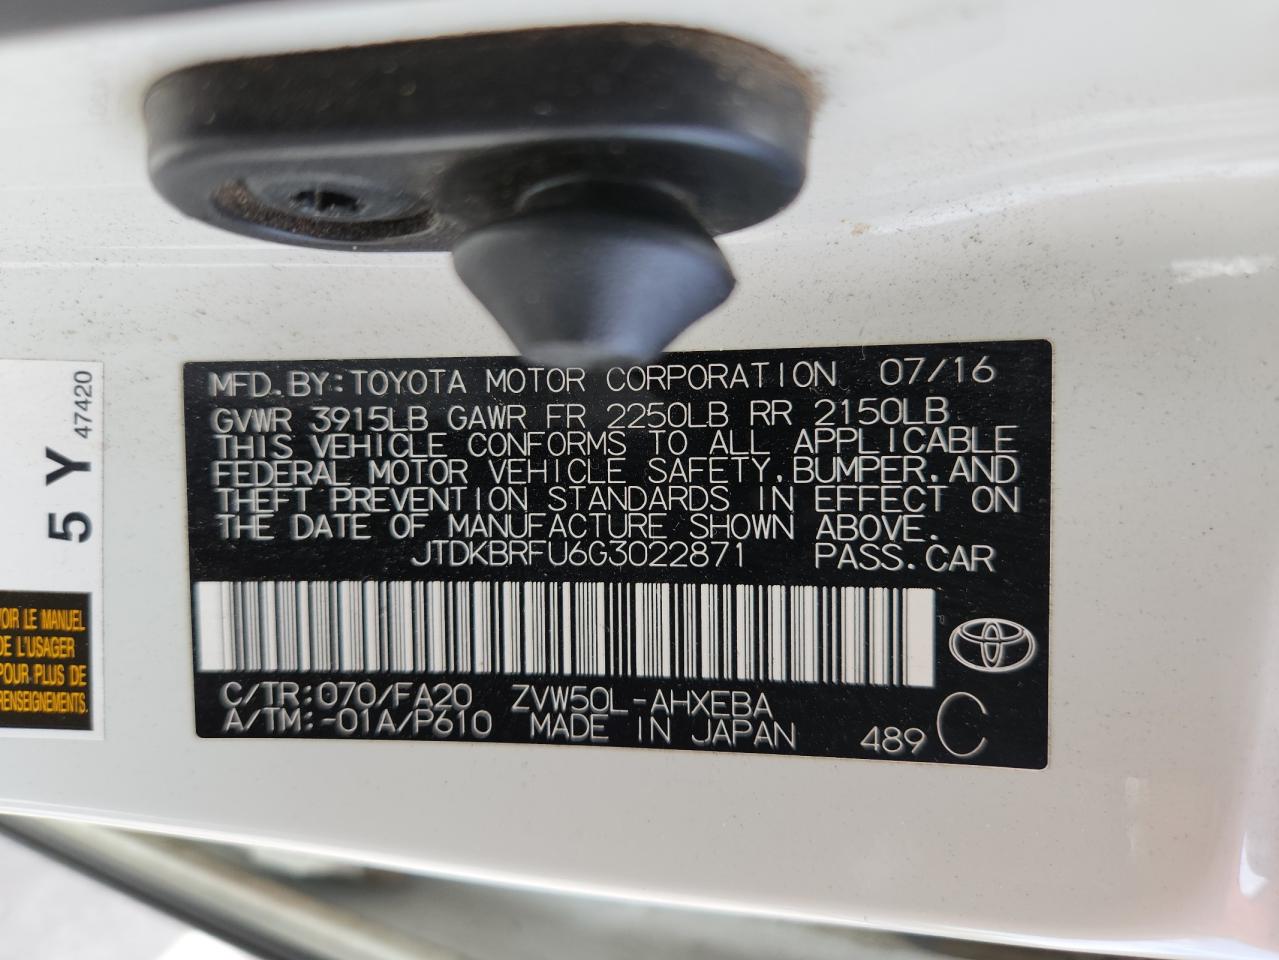 MFD.BY:TOYOTA MOTOR CORPORATION 07/16
GVWR 3915LB GAWR FR 2250LB RR 2150LB
THIS VEHICLE CONFORMS TO ALL APPLICABLE
FEDERAL MOTOR VEHICLE SAFETY,BUMPER,AND
THEFT PREVENTION STANDARDS IN EFFECT ON
THE DATE OF MANUFACTURE SHOWN ABOVE.
JTDKBRFU6G3022871 PASS.CAR
C/TR:070/FA20 ZVW50L-AHXEBA
A/TM:-01A/P610 MADE IN JAPAN 489 C
5 Y 47420
VOIR LE MANUEL
DE L'USAGER
POUR PLUS DE
RENSEIGNEMENTS.